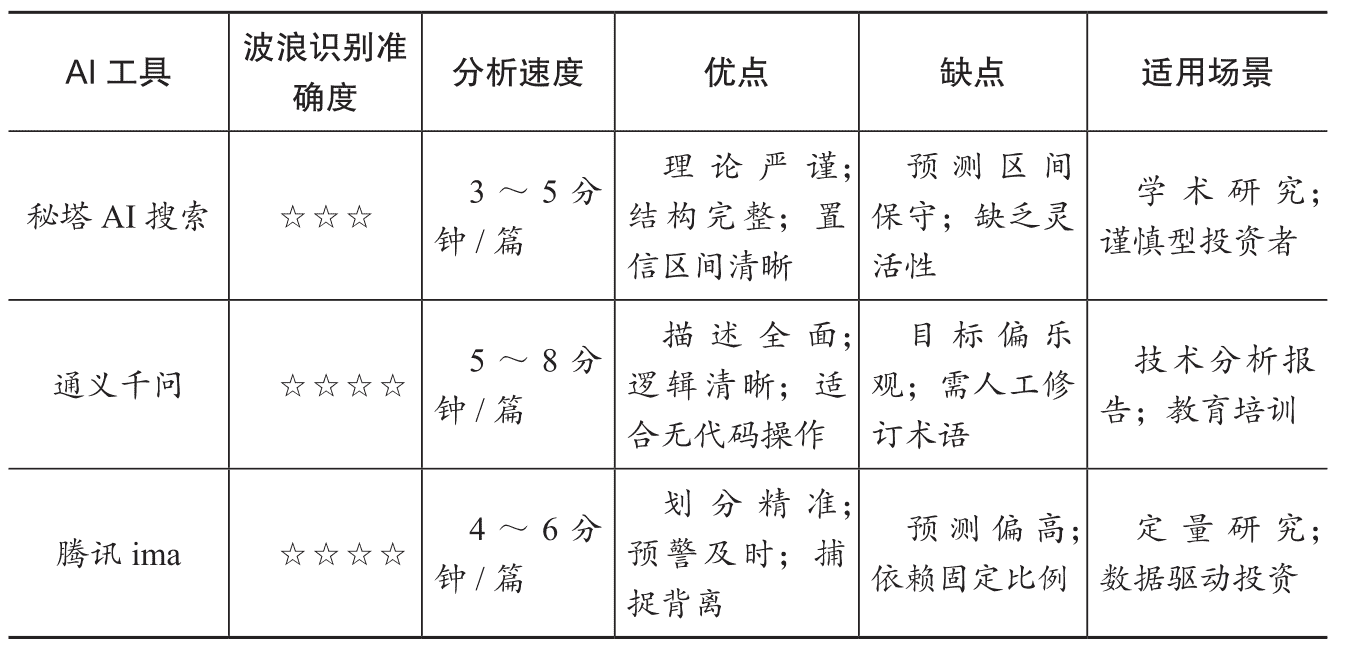 AI 工具
波浪识别准
确度
分析速度
优点
缺点
适用场景
秘塔 AI 搜索
☆☆☆
3～5 分
钟 / 篇
理论严谨；
结构完整；置
信区间清晰
预测区间
保守；缺乏灵
活性
学术研究；
谨慎型投资者
通义千问
☆☆☆☆
5～8 分
钟 / 篇
描述全面；
逻辑清晰；适
合无代码操作
目标偏乐
观；需人工修
订术语
技术分析报
告；教育培训
腾讯 ima
☆☆☆☆
4～6 分
钟 / 篇
划分精准；
预警及时；捕
捉背离
预测偏高；
依赖固定比例
定量研究；
数据驱动投资